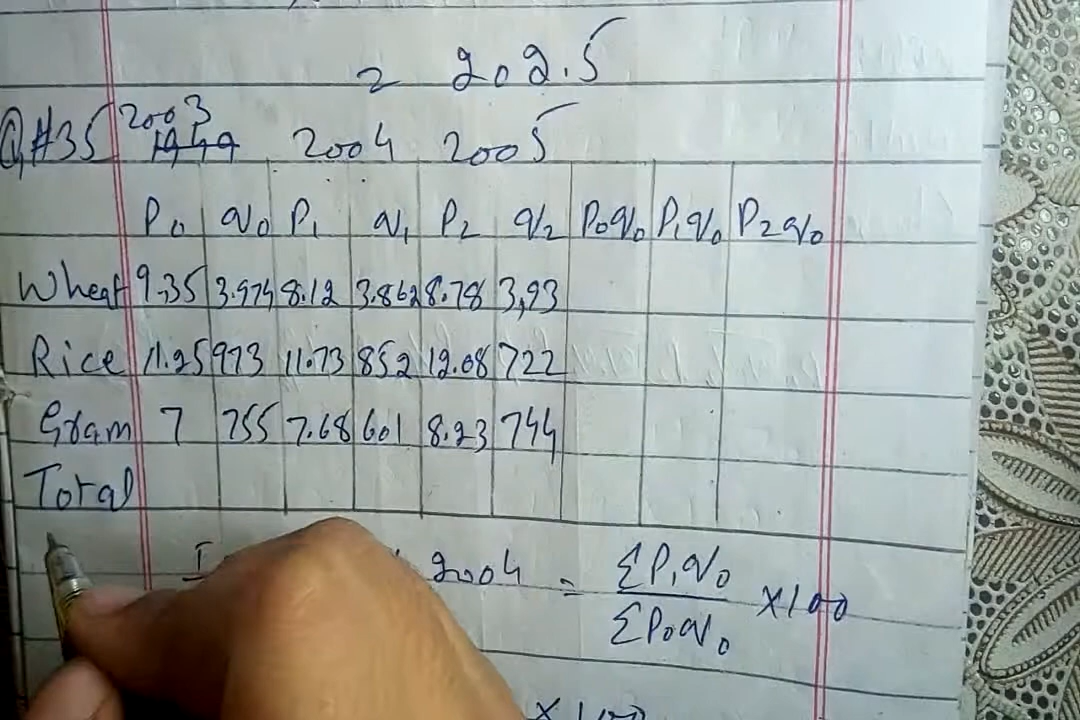 = 202.5
Q#35 2003 1949 2004 2005
P₀ q₀ P₁ q₁ P₂ q₂ P₀q₀ P₁q₀ P₂q₀
Wheat 9.35 3.974 8.12 3.862 8.78 3,93
Rice 11.25 973 11.73 852 12.08 722
Gram 7 755 7.68 601 8.23 744
Total
2004 = ΣP₁q₀ / ΣP₀q₀ ×100
×100